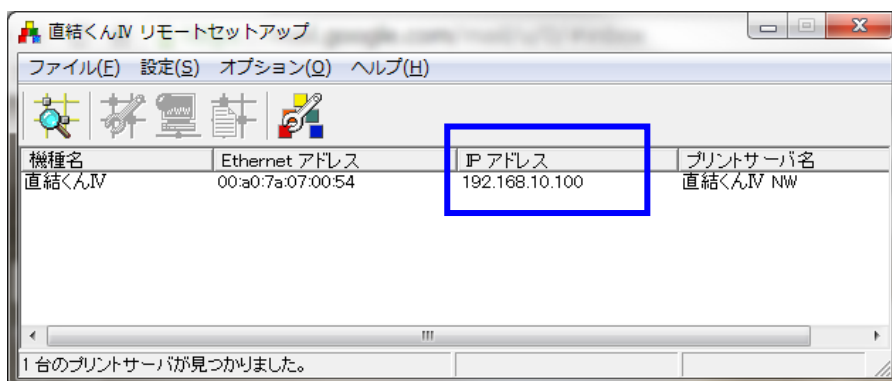 直結くんⅣ リモートセットアップ
ファイル(F) 設定(S) オプション(O) ヘルプ(H)
機種名 Ethernet アドレス IP アドレス プリントサーバ名
直結くんⅣ 00:a0:7a:07:00:54 192.168.10.100 直結くんⅣ NW
1 台のプリントサーバが見つかりました。